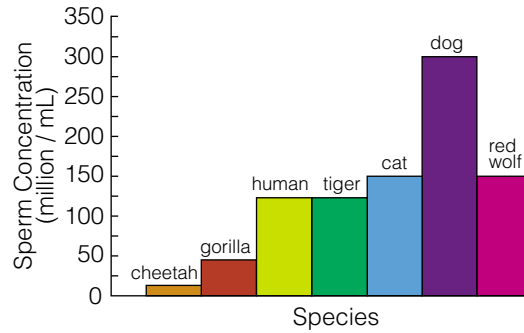 Sperm Concentration
(million / mL)
350
300
250
200
150
100
50
0
cheetah
gorilla
human
tiger
cat
dog
red
wolf
Species